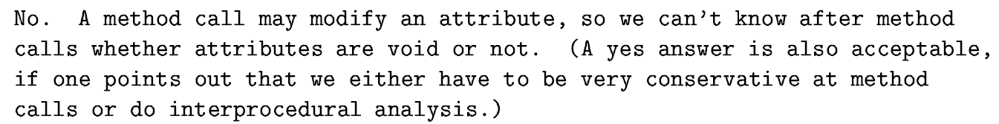 No.  A method call may modify an attribute, so we can't know after method
calls whether attributes are void or not.  (A yes answer is also acceptable,
if one points out that we either have to be very conservative at method
calls or do interprocedural analysis.)